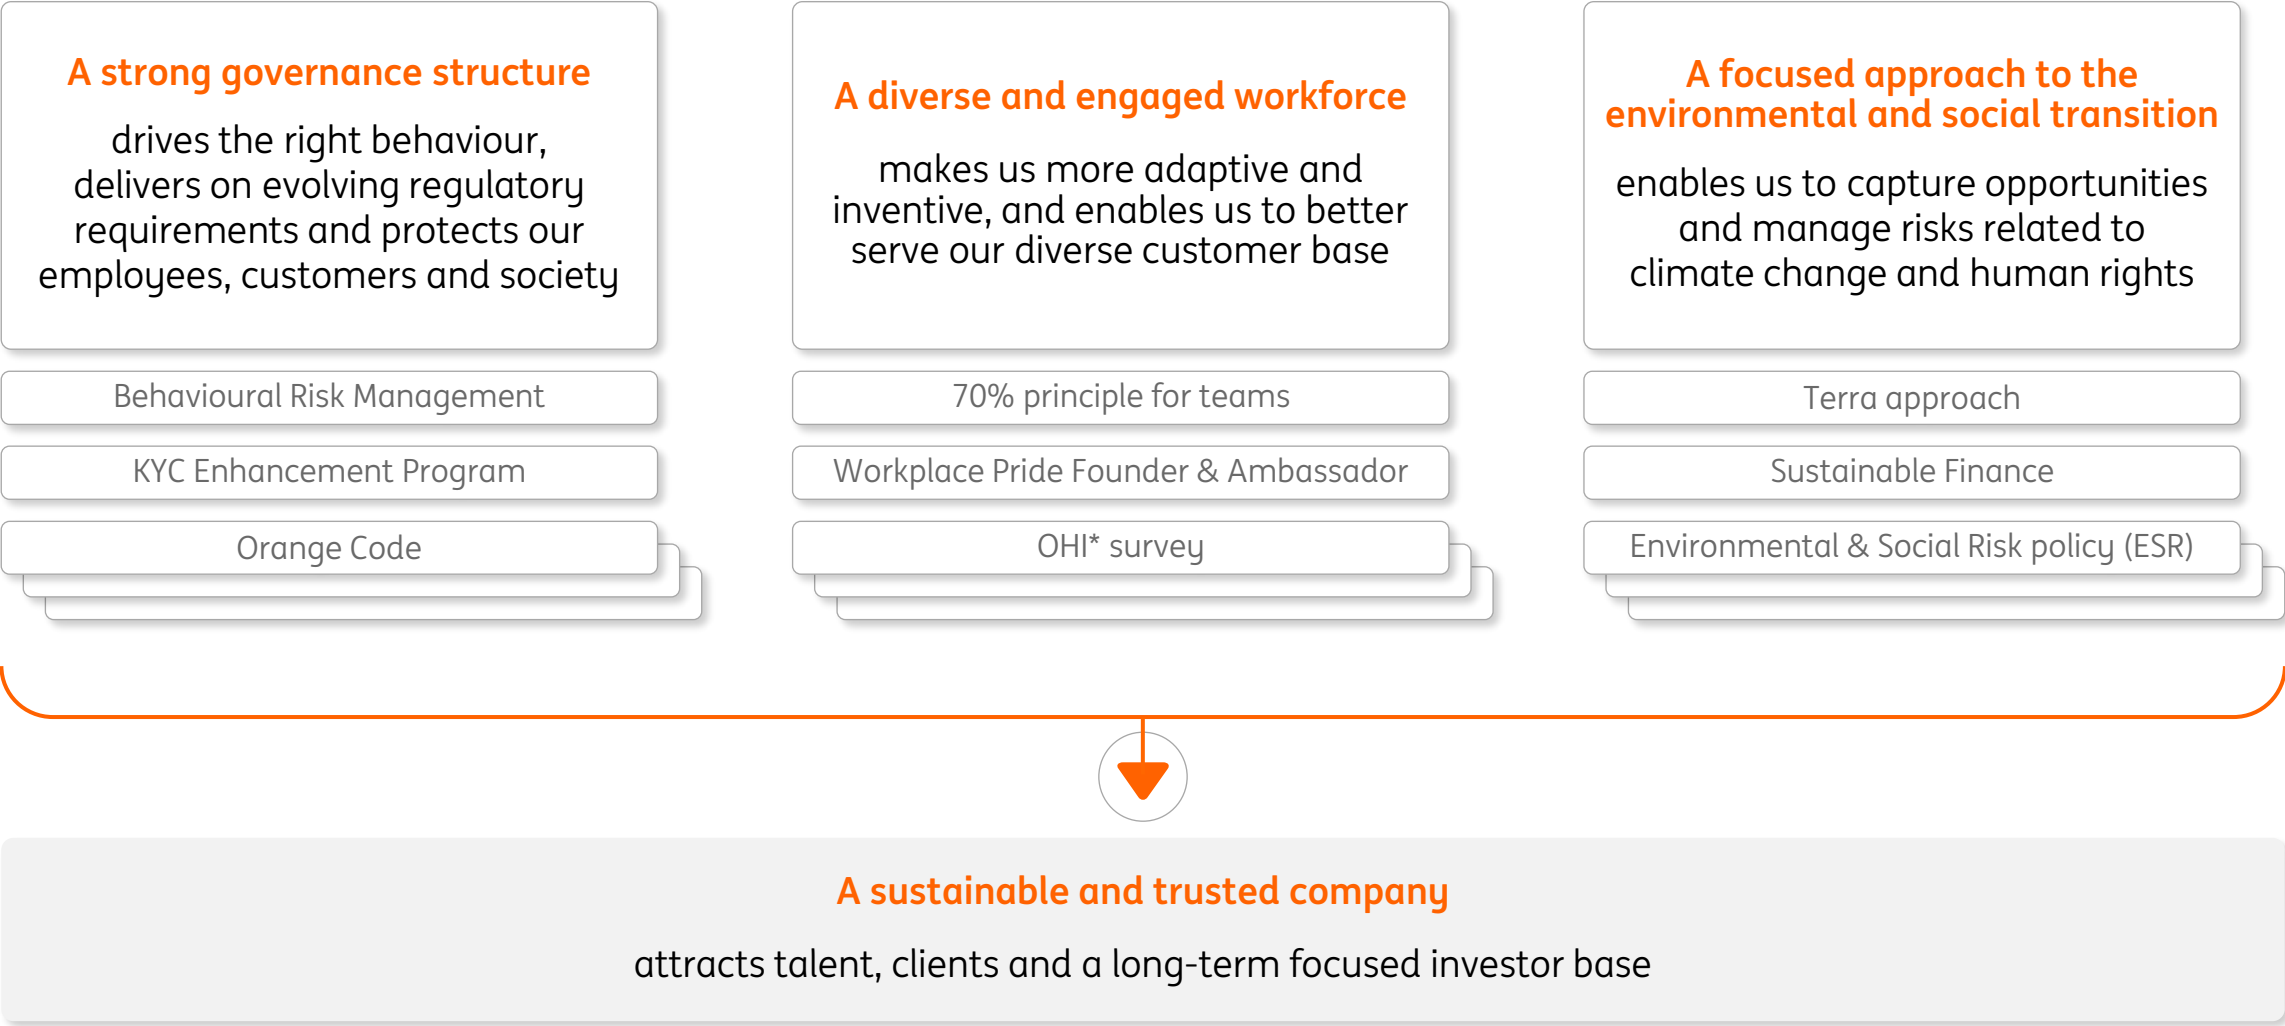 A strong governance structure
drives the right behaviour,
delivers on evolving regulatory
requirements and protects our
employees, customers and society
Behavioural Risk Management
KYC Enhancement Program
Orange Code
A diverse and engaged workforce
makes us more adaptive and
inventive, and enables us to better
serve our diverse customer base
70% principle for teams
Workplace Pride Founder & Ambassador
OHI* survey
A focused approach to the
environmental and social transition
enables us to capture opportunities
and manage risks related to
climate change and human rights
Terra approach
Sustainable Finance
Environmental & Social Risk policy (ESR)
A sustainable and trusted company
attracts talent, clients and a long-term focused investor base